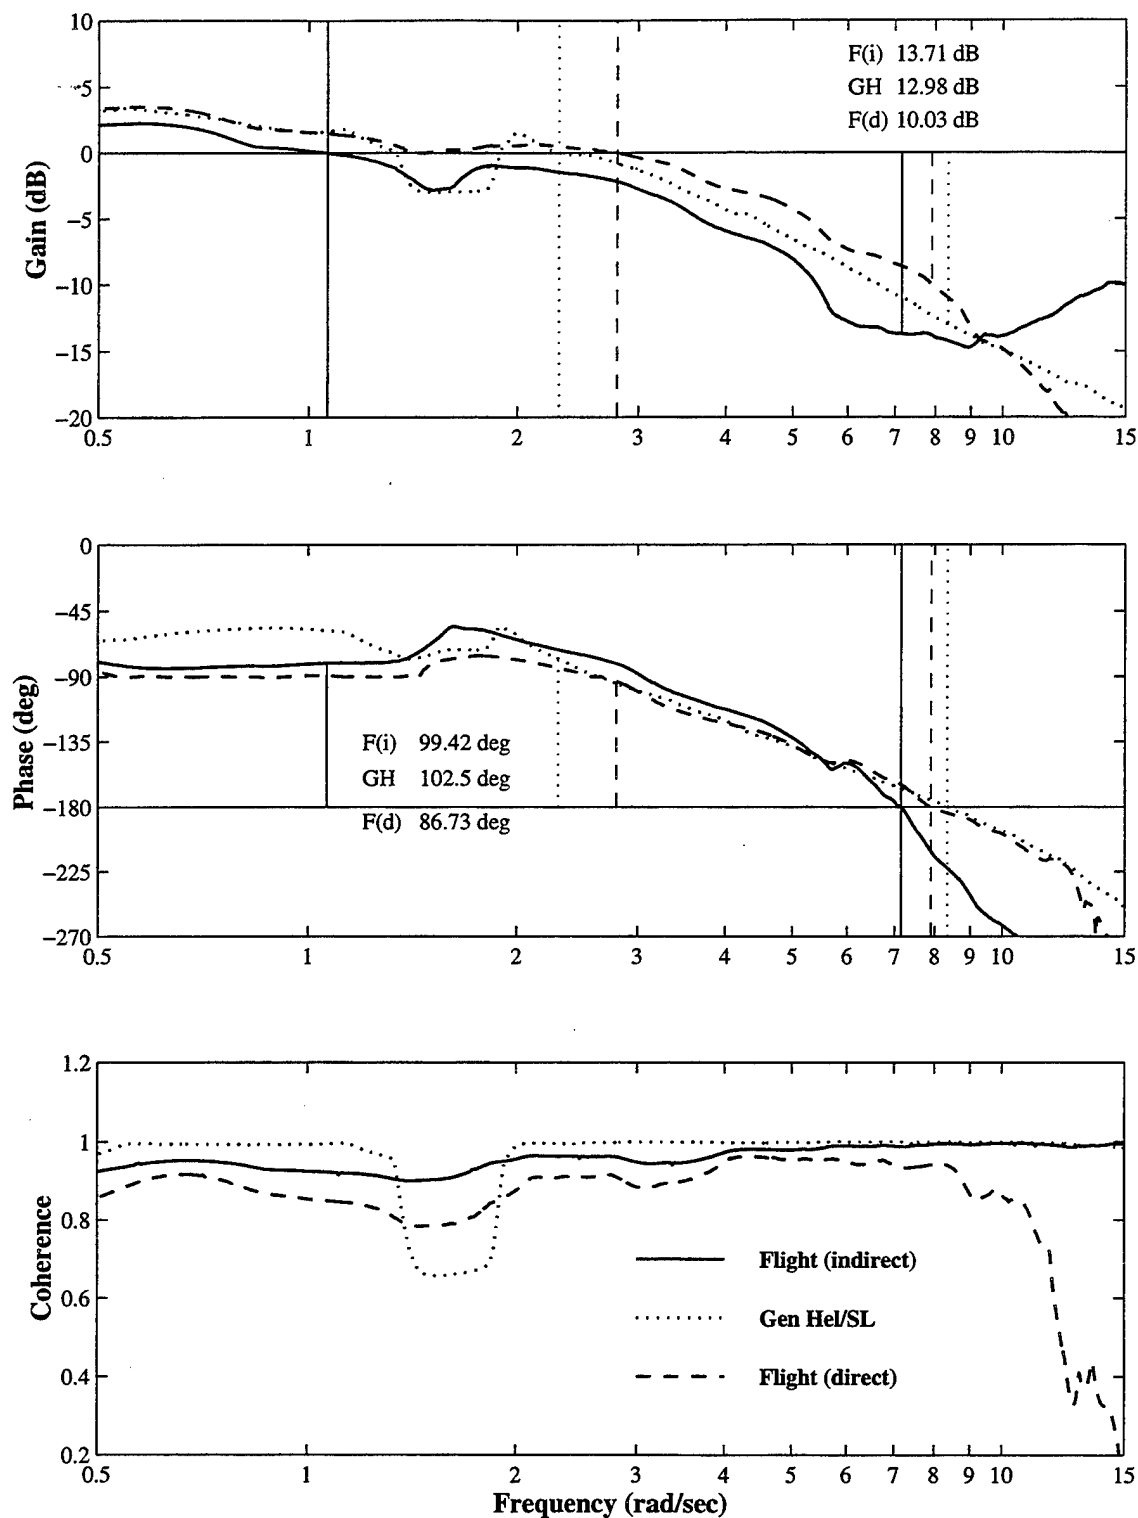 10
5
0
−5
−10
−15
−20
Gain (dB)
F(i) 13.71 dB
GH 12.98 dB
F(d) 10.03 dB
0.5 1 2 3 4 5 6 7 8 9 10 15
0
−45
−90
−135
−180
−225
−270
Phase (deg)
F(i) 99.42 deg
GH 102.5 deg
F(d) 86.73 deg
0.5 1 2 3 4 5 6 7 8 9 10 15
1.2
1
0.8
0.6
0.4
0.2
Coherence
Flight (indirect)
Gen Hel/SL
Flight (direct)
0.5 1 2 3 4 5 6 7 8 9 10 15
Frequency (rad/sec)